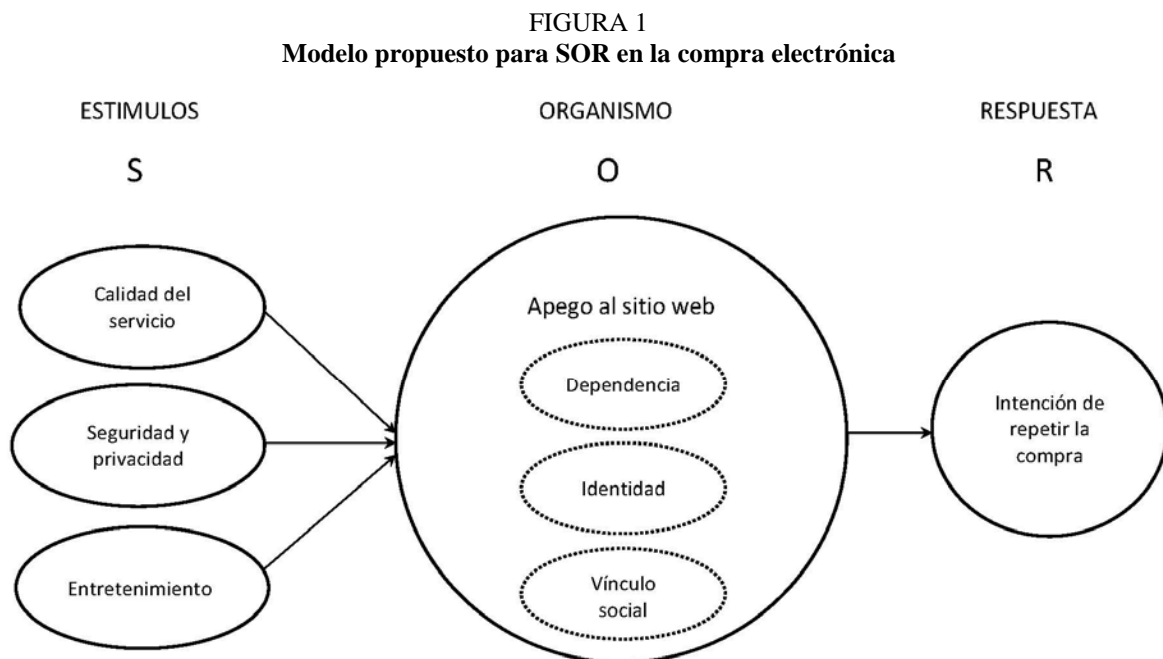 FIGURA 1
Modelo propuesto para SOR en la compra electrónica
ESTIMULOS
S
Calidad del
servicio
Seguridad y
privacidad
Entretenimiento
ORGANISMO
O
Apego al sitio web
Dependencia
Identidad
Vínculo
social
RESPUESTA
R
Intención de
repetir la
compra